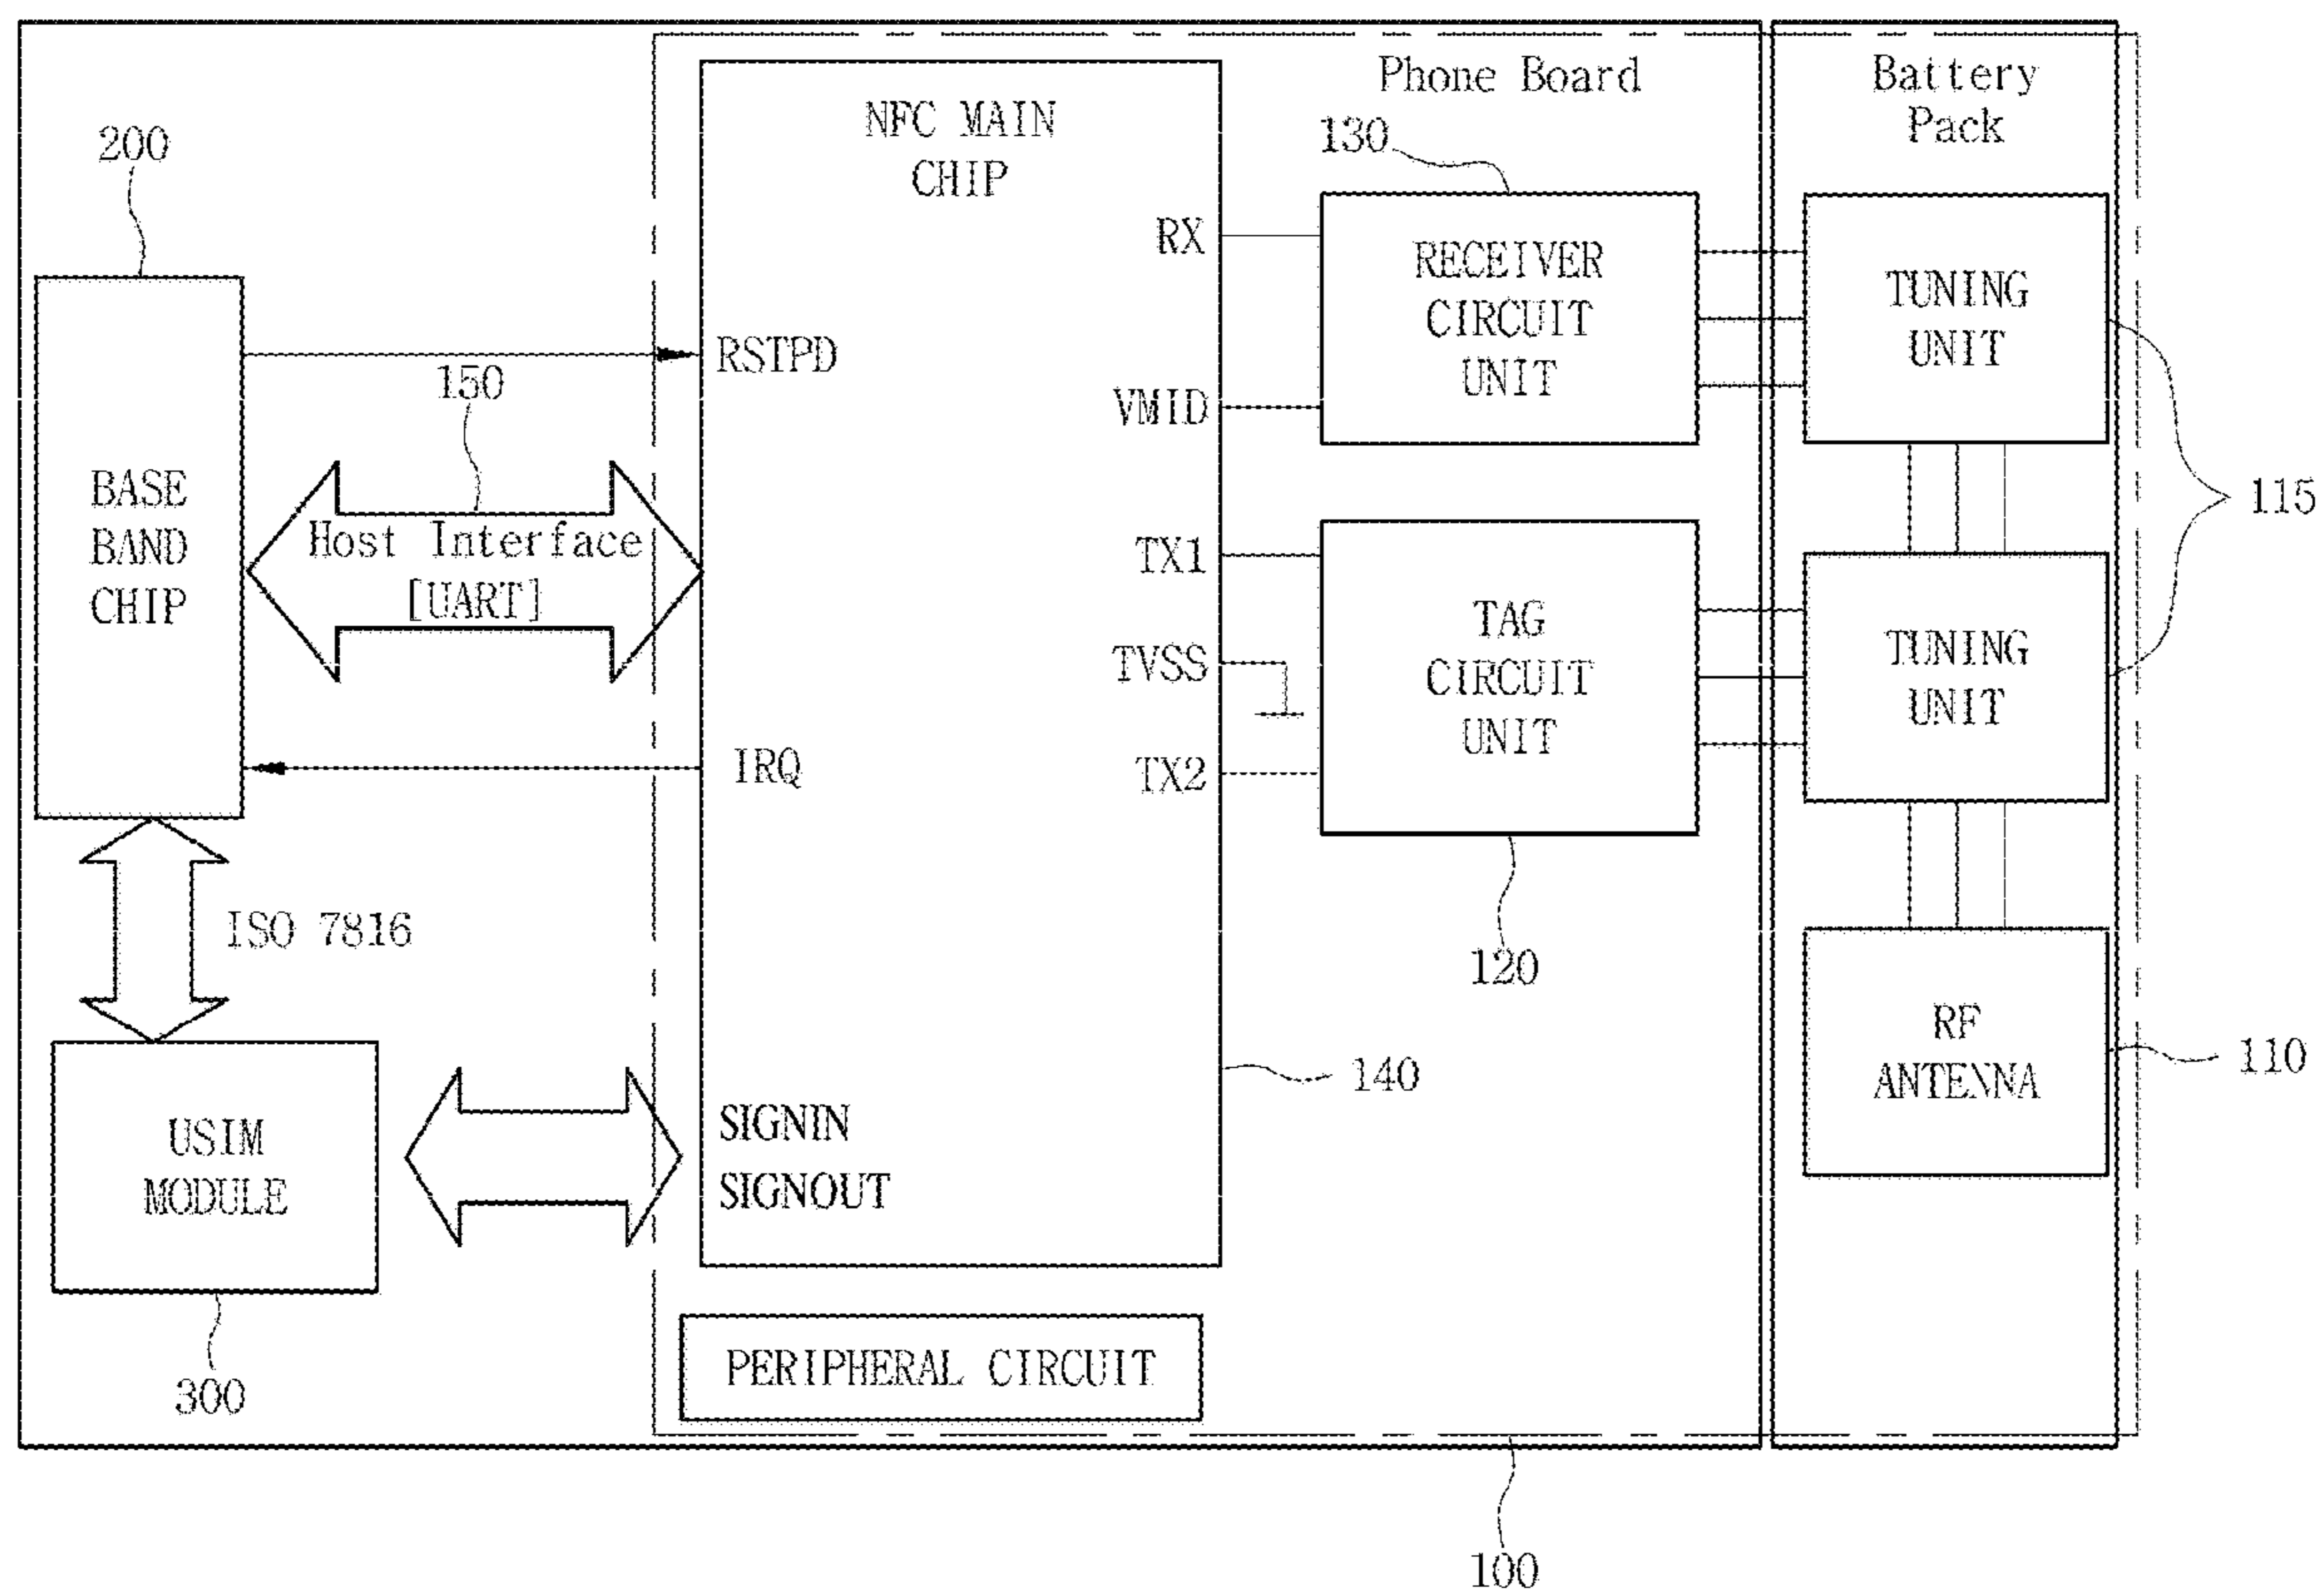 Phone Board
Battery
Pack
NFC MAIN
CHIP
130
200
RX
RECEIVER
CIRCUIT
UNIT
TUNING
UNIT
RSTPD
150
VMID
BASE
BAND
CHIP
Host Interface
[UART]
115
TX1
TVSS
TX2
TAG
CIRCUIT
UNIT
TUNING
UNIT
IRQ
ISO 7816
120
RF
ANTENNA
110
140
USIM
MODULE
SIGNIN
SIGNOUT
300
PERIPHERAL CIRCUIT
100